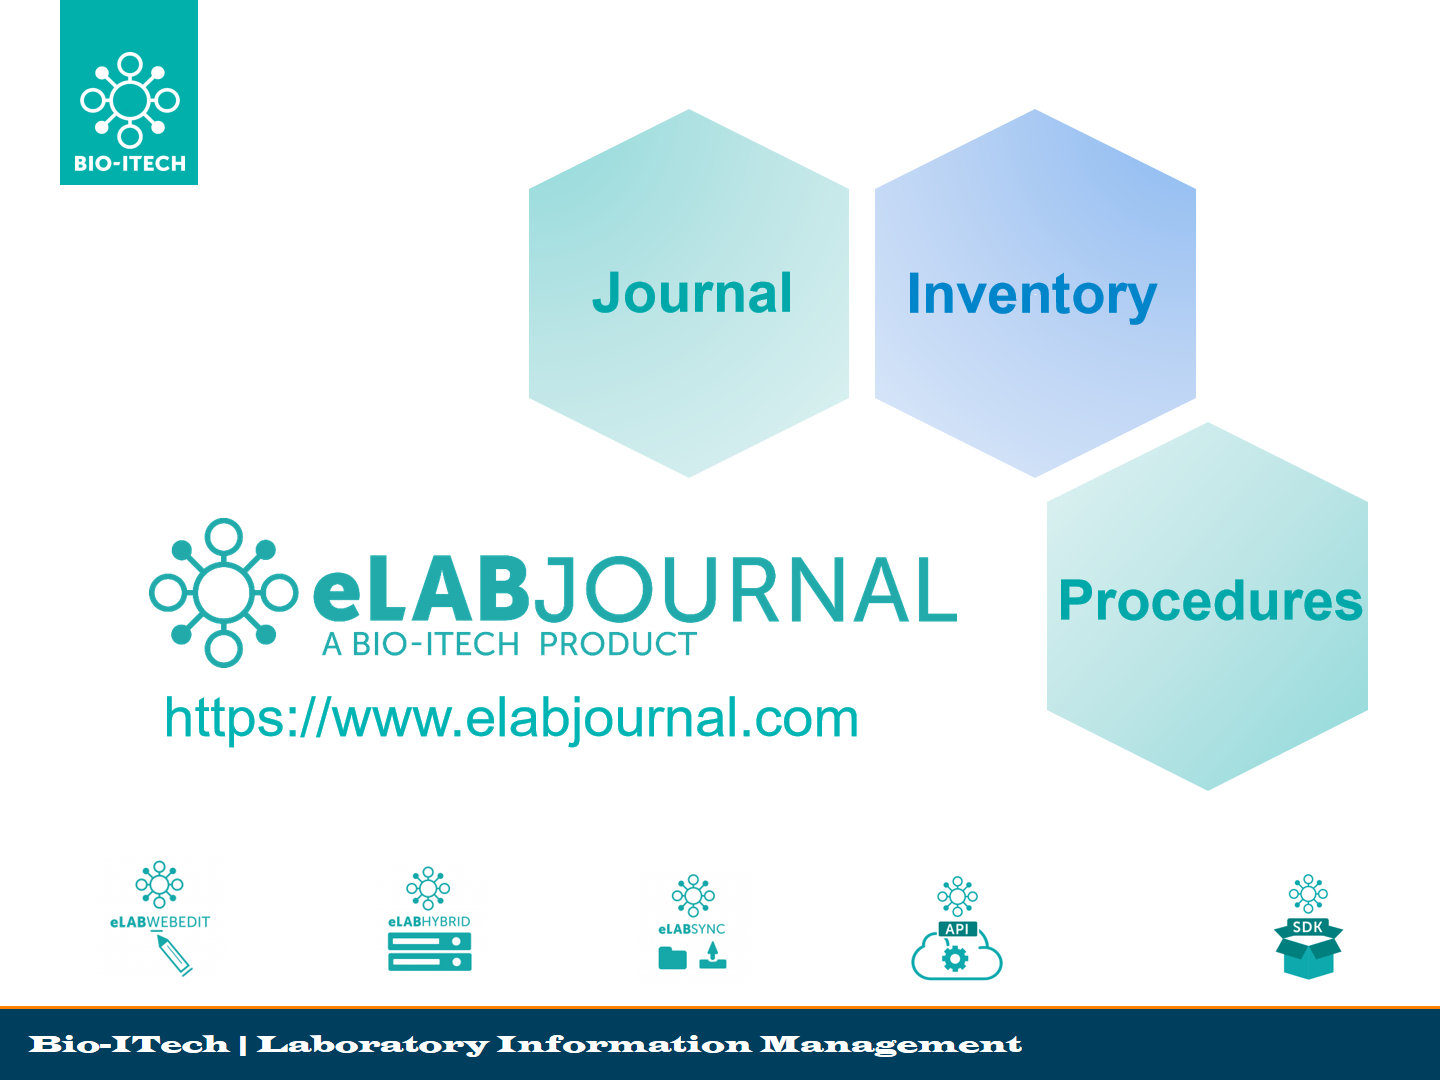 BIO-ITECH
Journal
Inventory
Procedures
eLABJOURNAL
A BIO-ITECH PRODUCT
https://www.elabjournal.com
eLABWEBEDIT
eLABHYBRID
eLABSYNC
API
SDK
Bio-ITech | Laboratory Information Management